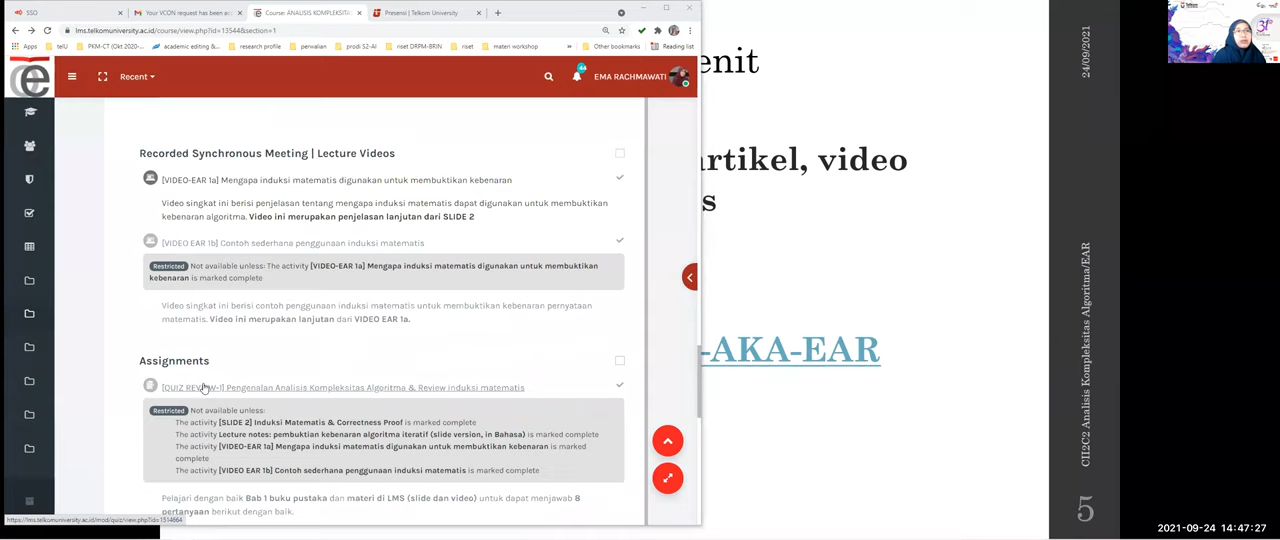 SSO
Your VCON request has been ac
Course: ANALISIS KOMPLEKSITA
Presensi | Telkom University
lms.telkomuniversity.ac.id/course/view.php?id=13544&section=1
Apps
telU
PKM-CT (Okt 2020-...
academic editing &...
research profile
perwalian
prodi S2-AI
riset DRPM-BRIN
riset
materi workshop
»
Other bookmarks
Reading list
Recent
44
EMA RACHMAWATI
Recorded Synchronous Meeting | Lecture Videos
[VIDEO-EAR 1a] Mengapa induksi matematis digunakan untuk membuktikan kebenaran
Video singkat ini berisi penjelasan tentang mengapa induksi matematis dapat digunakan untuk membuktikan
kebenaran algoritma. Video ini merupakan penjelasan lanjutan dari SLIDE 2
[VIDEO EAR 1b] Contoh sederhana penggunaan induksi matematis
Restricted Not available unless: The activity [VIDEO-EAR 1a] Mengapa induksi matematis digunakan untuk membuktikan
kebenaran is marked complete
Video singkat ini berisi contoh penggunaan induksi matematis untuk membuktikan kebenaran pernyataan
matematis. Video ini merupakan lanjutan dari VIDEO EAR 1a.
Assignments
[QUIZ REVIEW-1] Pengenalan Analisis Kompleksitas Algoritma & Review induksi matematis
Restricted Not available unless:
The activity [SLIDE 2] Induksi Matematis & Correctness Proof is marked complete
The activity Lecture notes: pembuktian kebenaran algoritma iteratif (slide version, in Bahasa) is marked complete
The activity [VIDEO-EAR 1a] Mengapa induksi matematis digunakan untuk membuktikan kebenaran is marked
complete
The activity [VIDEO EAR 1b] Contoh sederhana penggunaan induksi matematis is marked complete
Pelajari dengan baik Bab 1 buku pustaka dan materi di LMS (slide dan video) untuk dapat menjawab 8
pertanyaan berikut dengan baik.
https://lms.telkomuniversity.ac.id/mod/quiz/view.php?id=1514664
enit
artikel, video
s
-AKA-EAR
24/09/2021
CII2C2 Analisis Kompleksitas Algoritma/EAR
5
2021-09-24 14:47:27